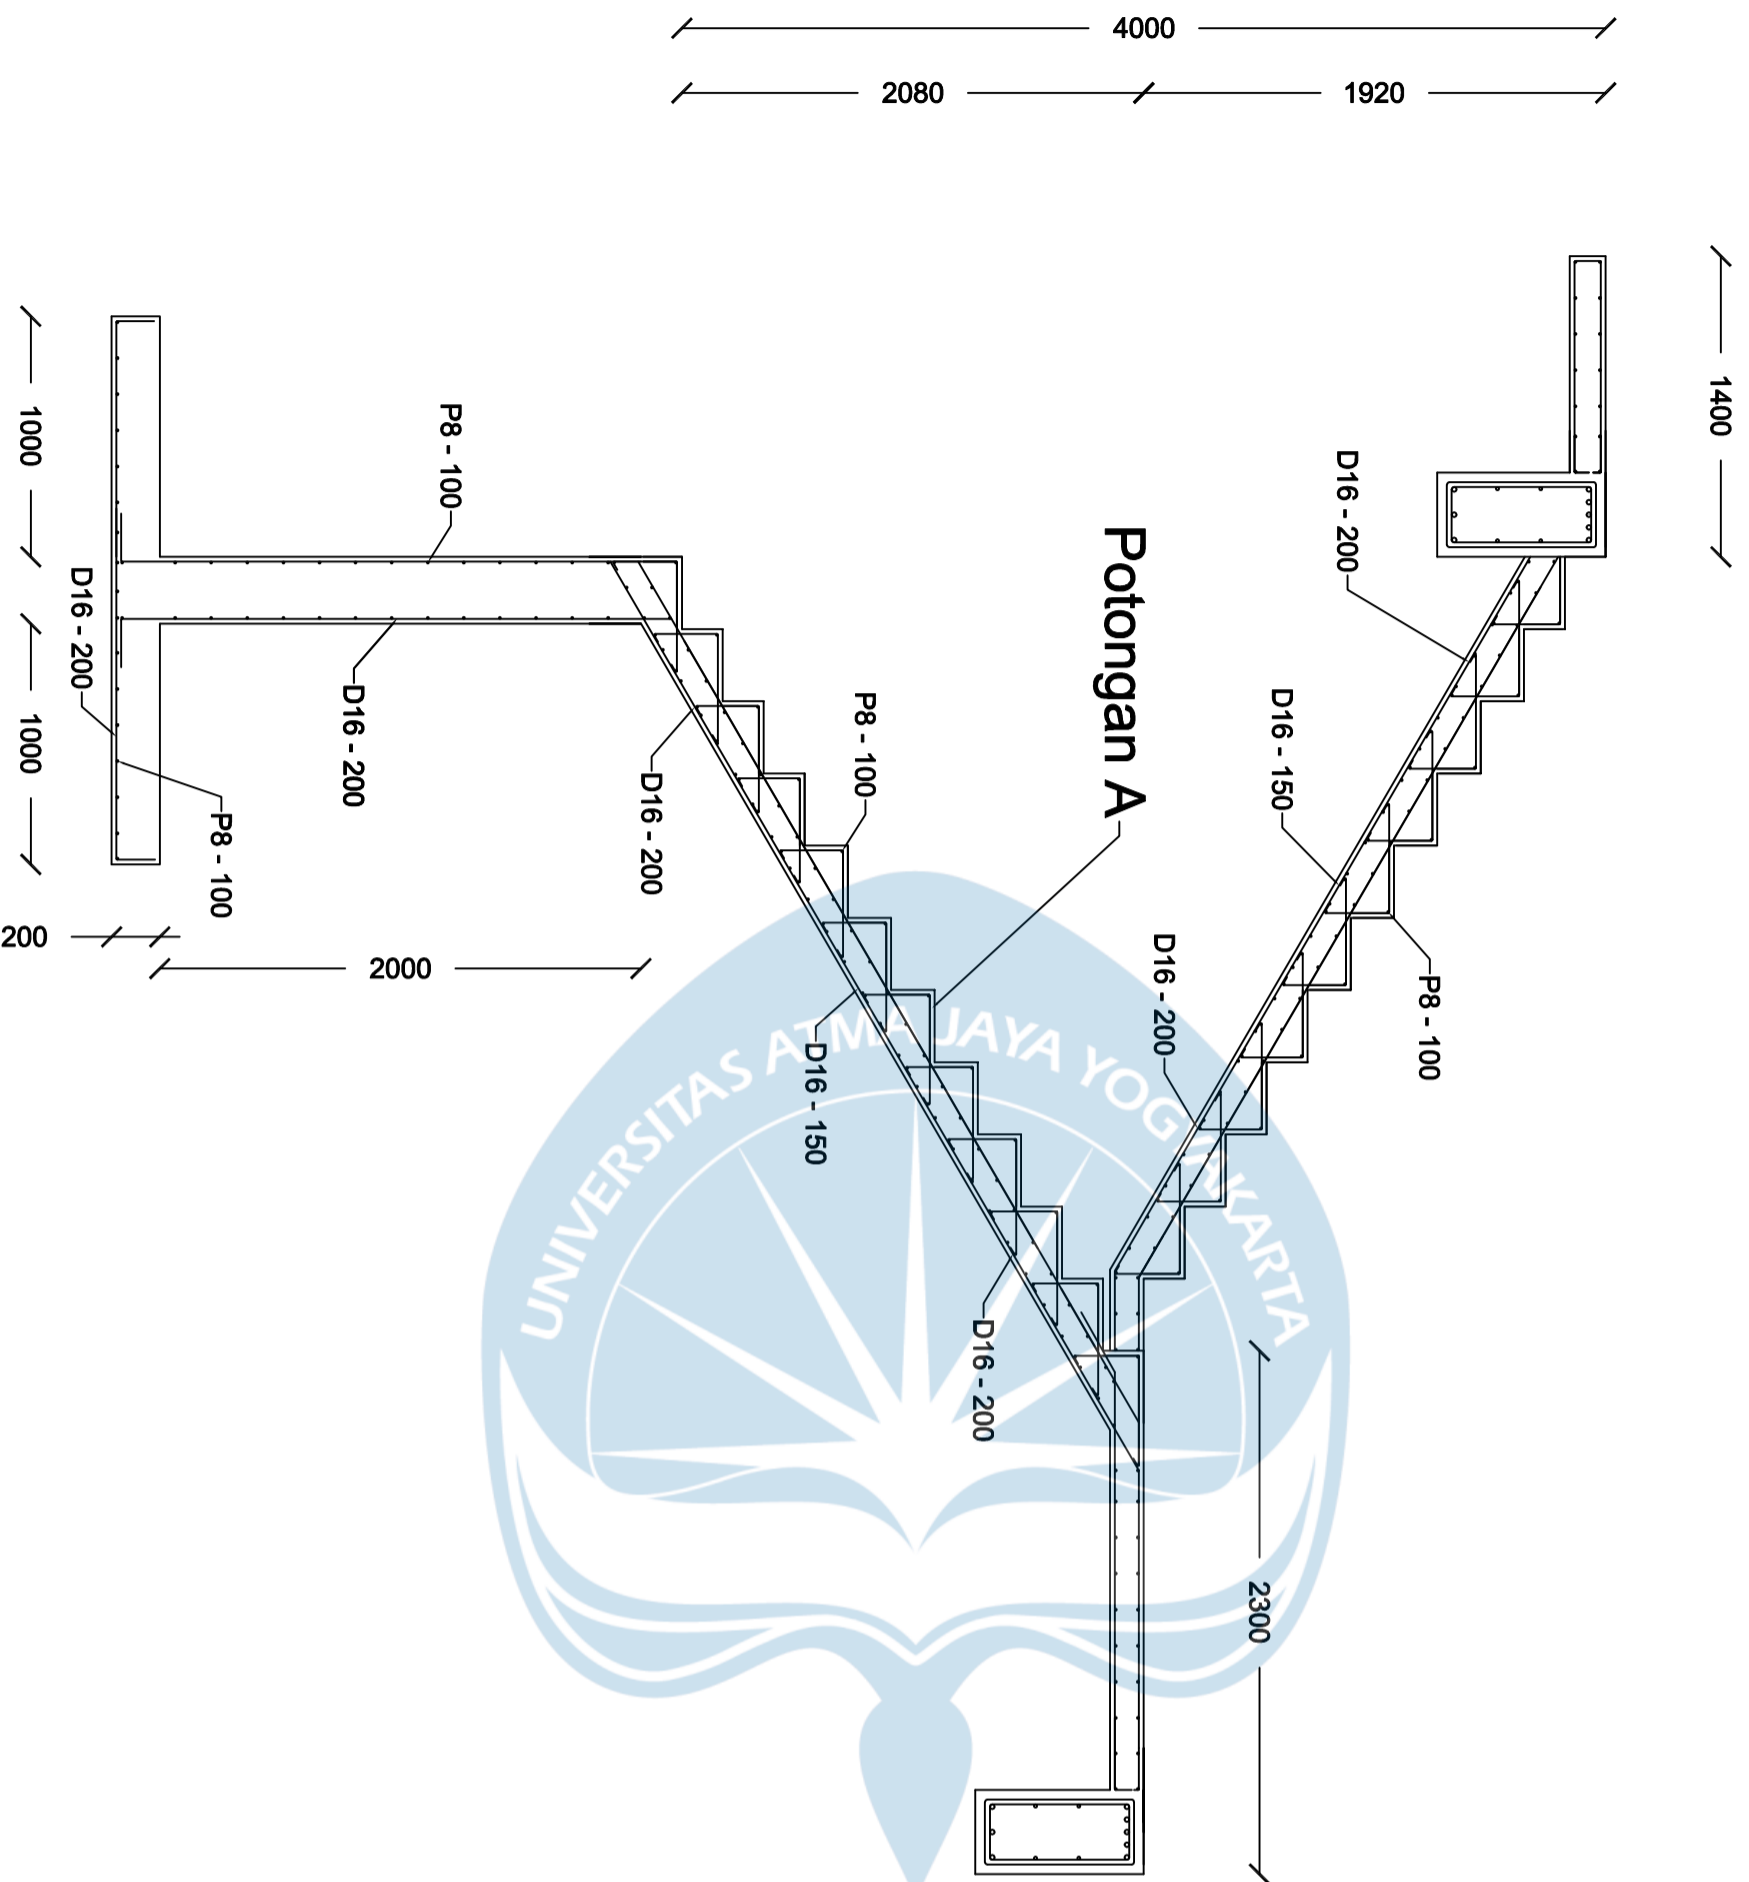 4000
2080
1920
1400
D16 - 200
P8 - 100
1000
Potongan A
D16 - 200
1000
D16 - 200
D16 - 150
P8 - 100
D16 - 200
P8 - 100
200
2000
D16 - 200
P8 - 100
D16 - 150
D16 - 200
2300
UNIVERSITAS ATMA JAYA YOGYAKARTA